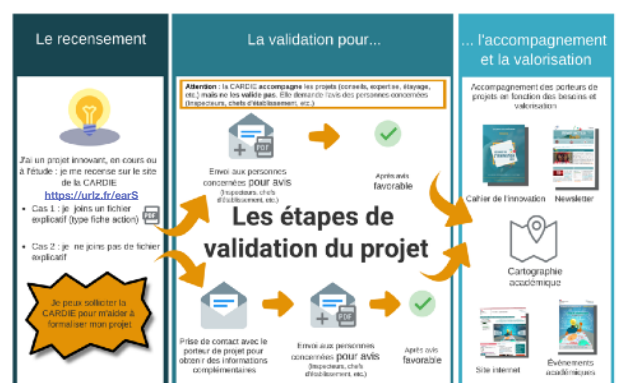 Le recensement
J'ai un projet innovant, en cours ou
à l'étude : je me recense sur le site
de la CARDIE
https://urlz.fr/earS
• Cas 1 : je joins un fichier
explicatif (type fiche action)
PDF
• Cas 2 : je ne joins pas de fichier
explicatif
Je peux solliciter la
CARDIE pour m'aider à
formaliser mon projet
La validation pour...
Attention : la CARDIE accompagne les projets (conseils, expertise, étayage,
etc.) mais ne les valide pas. Elle demande l'avis des personnes concernées
(inspecteurs, chefs d'établissement, etc.)
PDF
Envoi aux personnes
concernées pour avis
(inspecteurs, chefs
d'établissement, etc.)
Après avis
favorable
Les étapes de
validation du projet
Prise de contact avec le
porteur de projet pour
obtenir des informations
complémentaires
PDF
Envoi aux personnes
concernées pour avis
(inspecteurs, chefs
d'établissement, etc.)
Après avis
favorable
... l'accompagnement
et la valorisation
Accompagnement des porteurs de
projets en fonction des besoins et
valorisation
Cahier de l'innovation
Newsletter
Cartographie
académique
Site internet
Événements
académiques